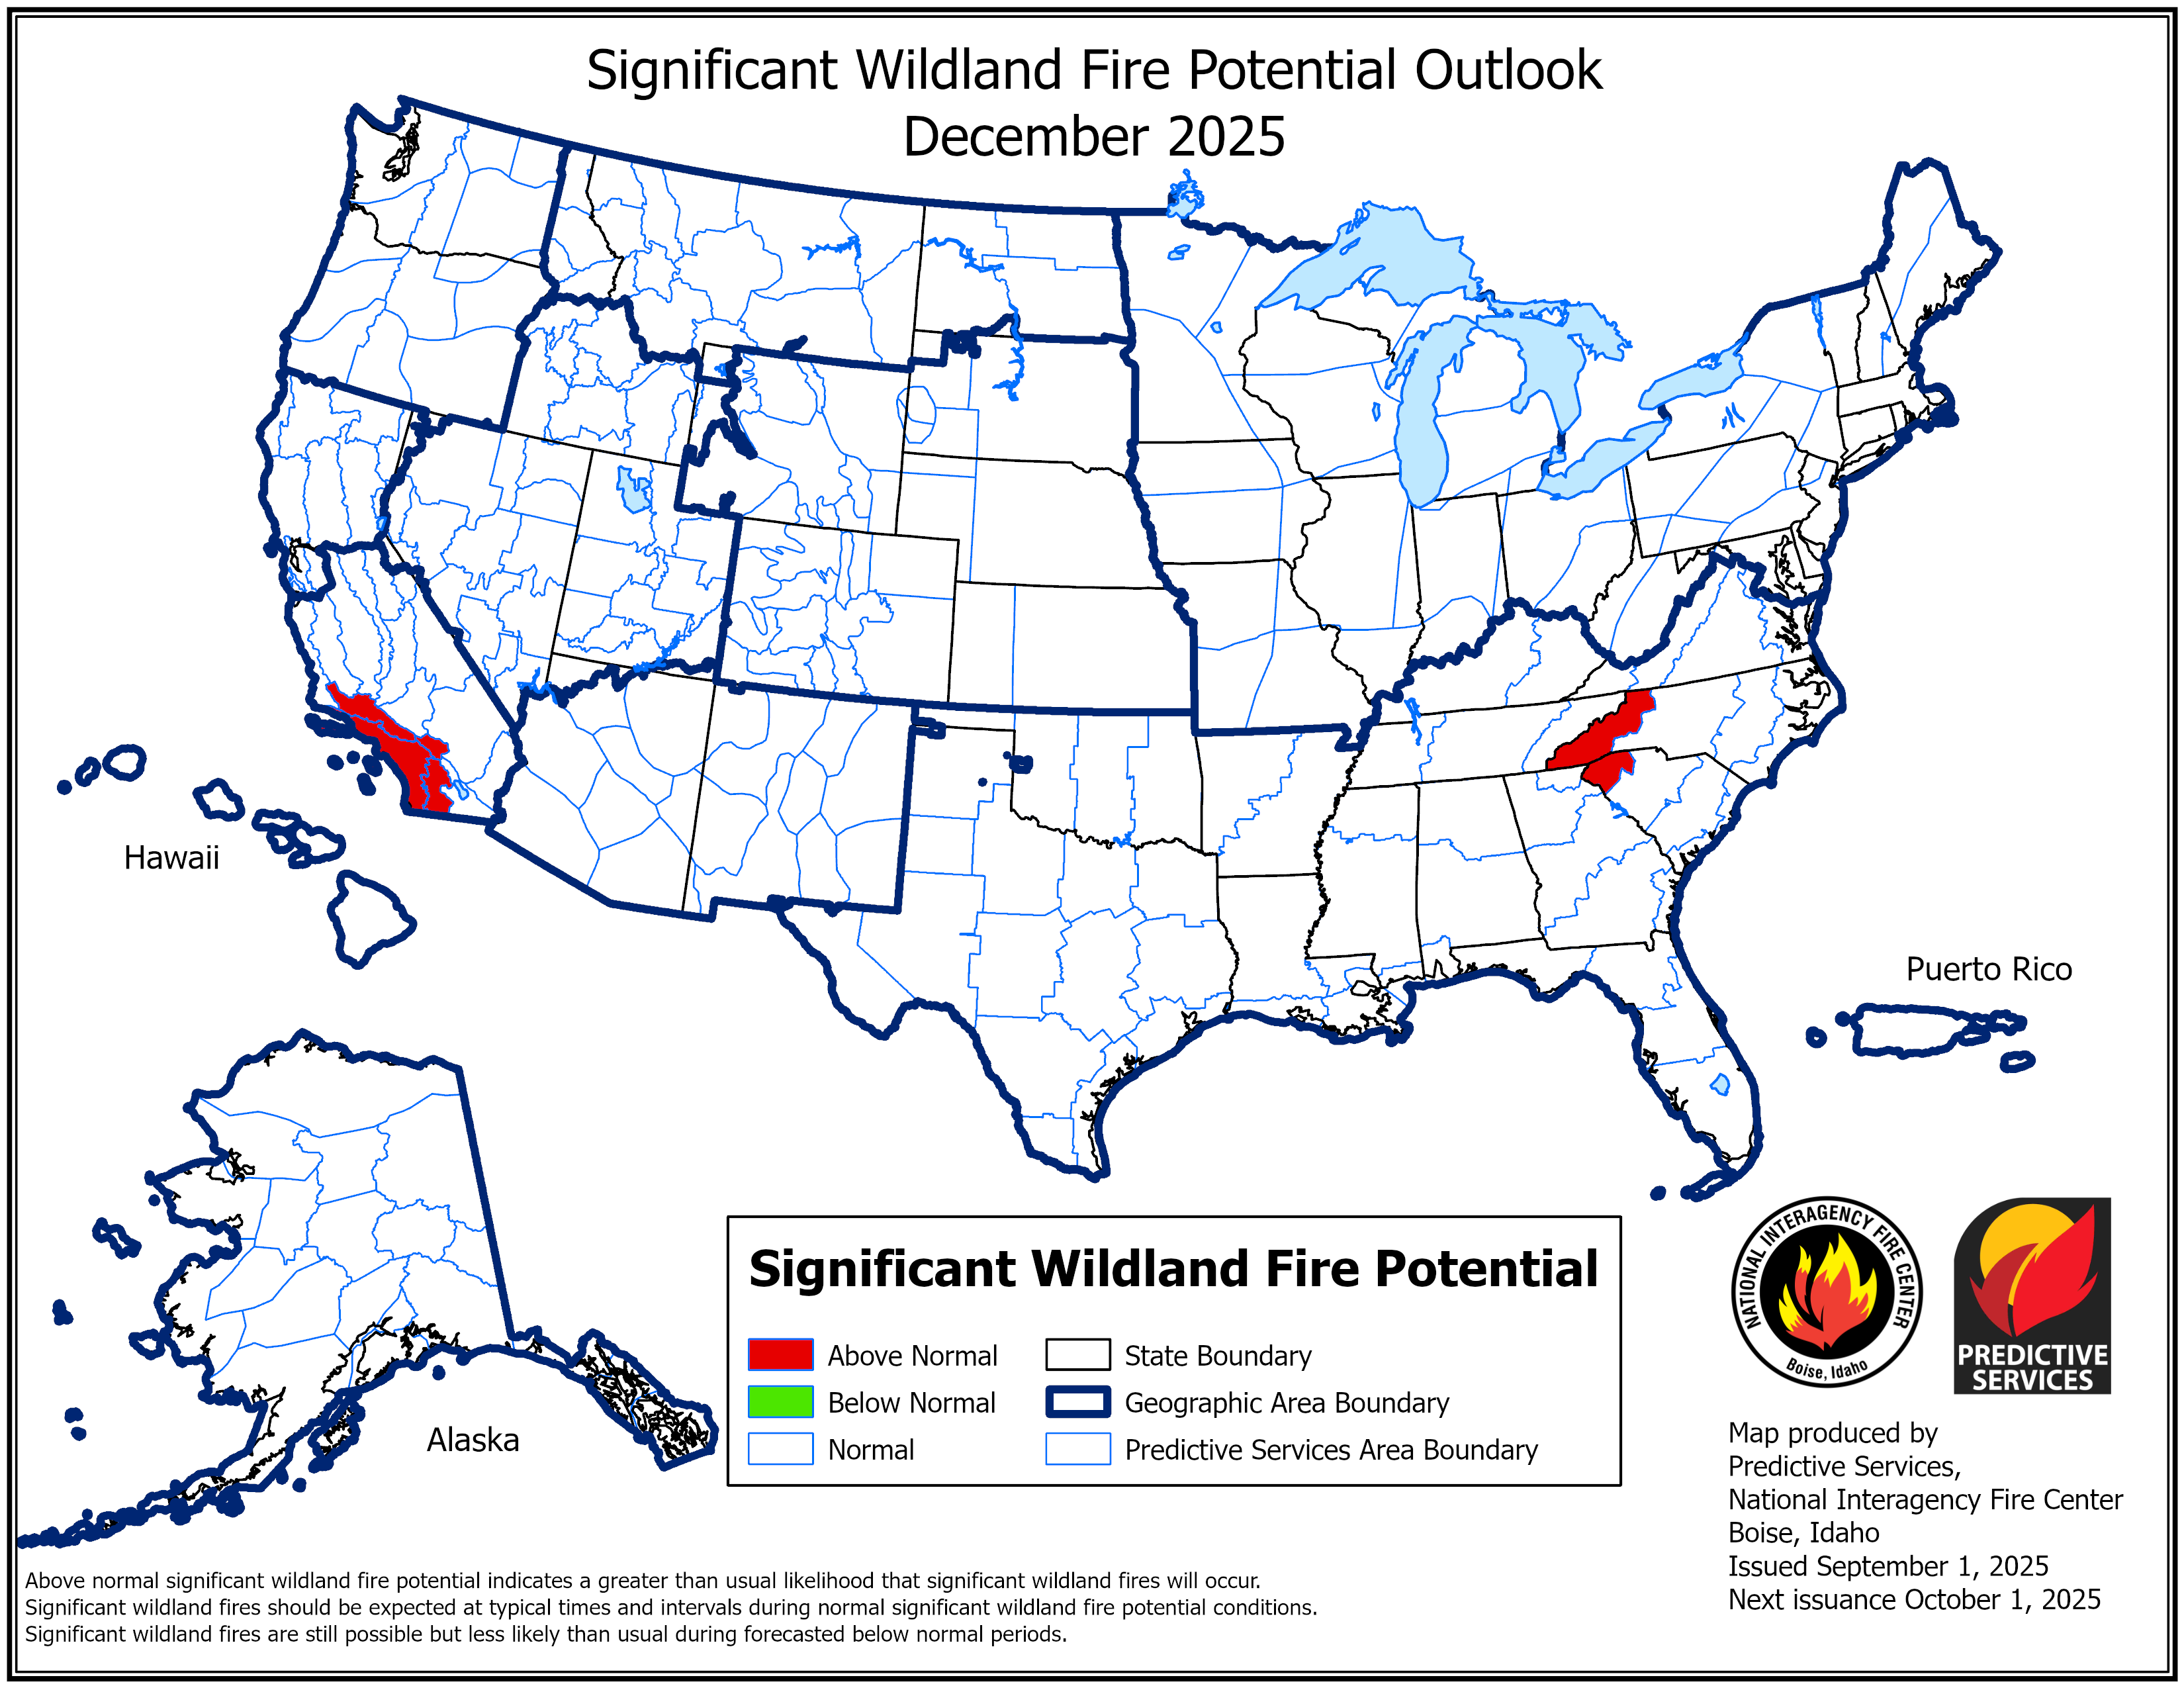 Significant Wildland Fire Potential Outlook
December 2025
Hawaii
Puerto Rico
Alaska
Significant Wildland Fire Potential
Above Normal
Below Normal
Normal
State Boundary
Geographic Area Boundary
Predictive Services Area Boundary
NATIONAL INTERAGENCY FIRE CENTER
Boise, Idaho
PREDICTIVE
SERVICES
Map produced by
Predictive Services,
National Interagency Fire Center
Boise, Idaho
Issued September 1, 2025
Next issuance October 1, 2025
Above normal significant wildland fire potential indicates a greater than usual likelihood that significant wildland fires will occur.
Significant wildland fires should be expected at typical times and intervals during normal significant wildland fire potential conditions.
Significant wildland fires are still possible but less likely than usual during forecasted below normal periods.